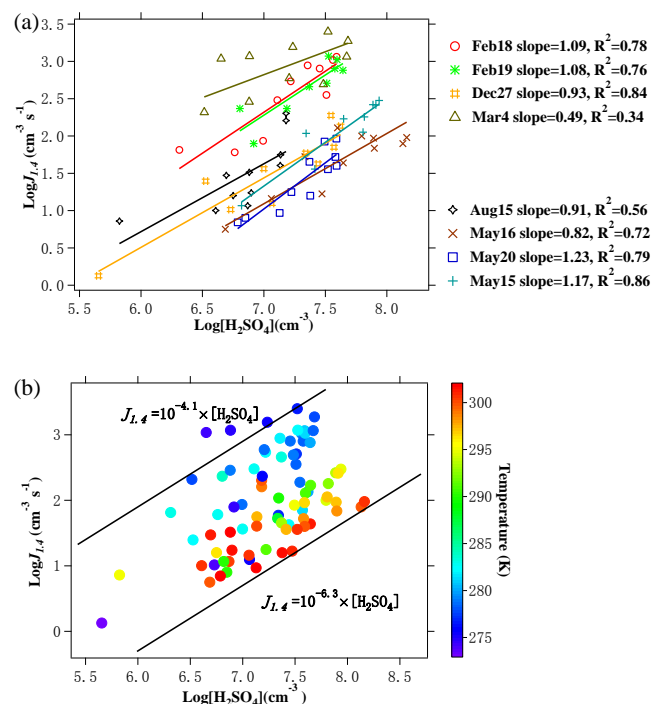 (a)
3.5
3.0
2.5
2.0
1.5
1.0
0.5
0.0
LogJ1.4(cm-3 s-1)
5.5 6.0 6.5 7.0 7.5 8.0
Log[H2SO4](cm-3)
Feb18 slope=1.09, R2=0.78
Feb19 slope=1.08, R2=0.76
Dec27 slope=0.93, R2=0.84
Mar4 slope=0.49, R2=0.34
Aug15 slope=0.91, R2=0.56
May16 slope=0.82, R2=0.72
May20 slope=1.23, R2=0.79
May15 slope=1.17, R2=0.86
(b)
J1.4=10-4.1×[H2SO4]
J1.4=10-6.3×[H2SO4]
3
2
1
0
LogJ1.4(cm-3 s-1)
5.5 6.0 6.5 7.0 7.5 8.0 8.5
Log[H2SO4](cm-3)
300
295
290
285
280
275
Temperature (K)